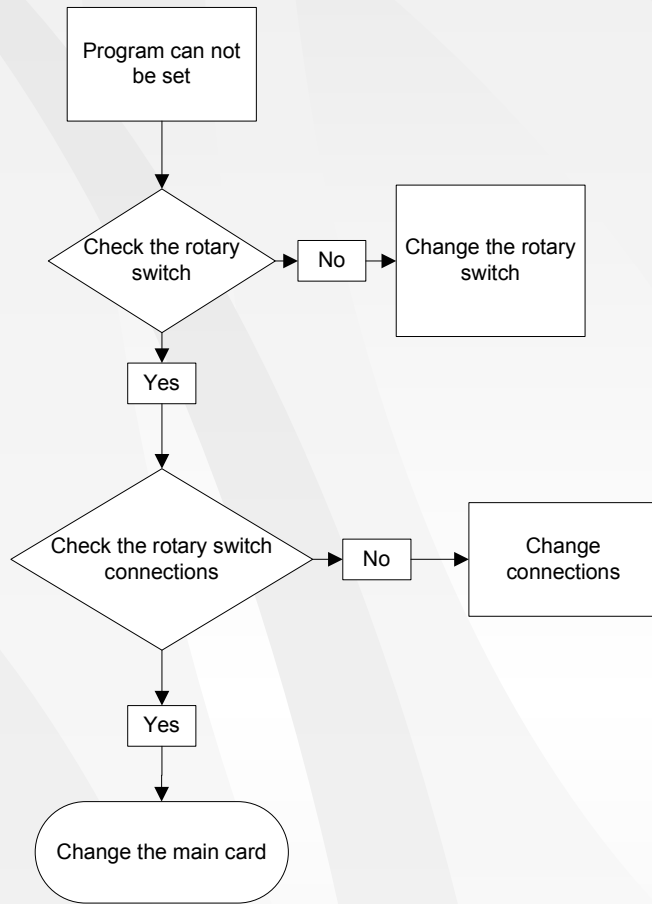 Program can not
be set
Check the rotary
switch
No
Change the rotary
switch
Yes
Check the rotary switch
connections
No
Change
connections
Yes
Change the main card